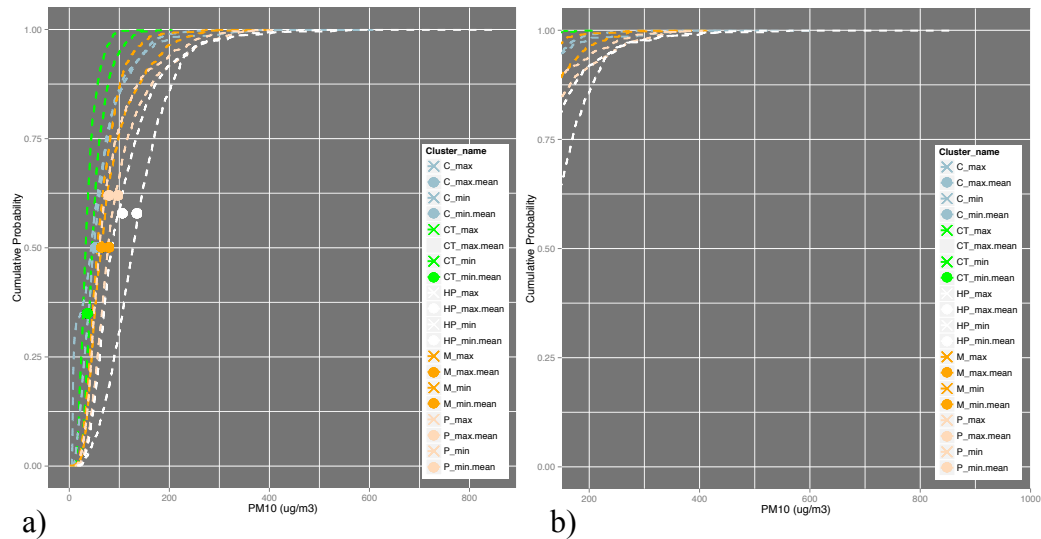 1.00
0.75
0.50
0.25
0.00
Cumulative Probability
0
200
400
600
800
PM10 (ug/m3)
Cluster_name
C_max
C_max.mean
C_min
C_min.mean
CT_max
CT_max.mean
CT_min
CT_min.mean
HP_max
HP_max.mean
HP_min
HP_min.mean
M_max
M_max.mean
M_min
M_min.mean
P_max
P_max.mean
P_min
P_min.mean
a)
1.00
0.75
0.50
0.25
0.00
Cumulative Probability
200
400
600
800
1000
PM10 (ug/m3)
Cluster_name
C_max
C_max.mean
C_min
C_min.mean
CT_max
CT_max.mean
CT_min
CT_min.mean
HP_max
HP_max.mean
HP_min
HP_min.mean
M_max
M_max.mean
M_min
M_min.mean
P_max
P_max.mean
P_min
P_min.mean
b)